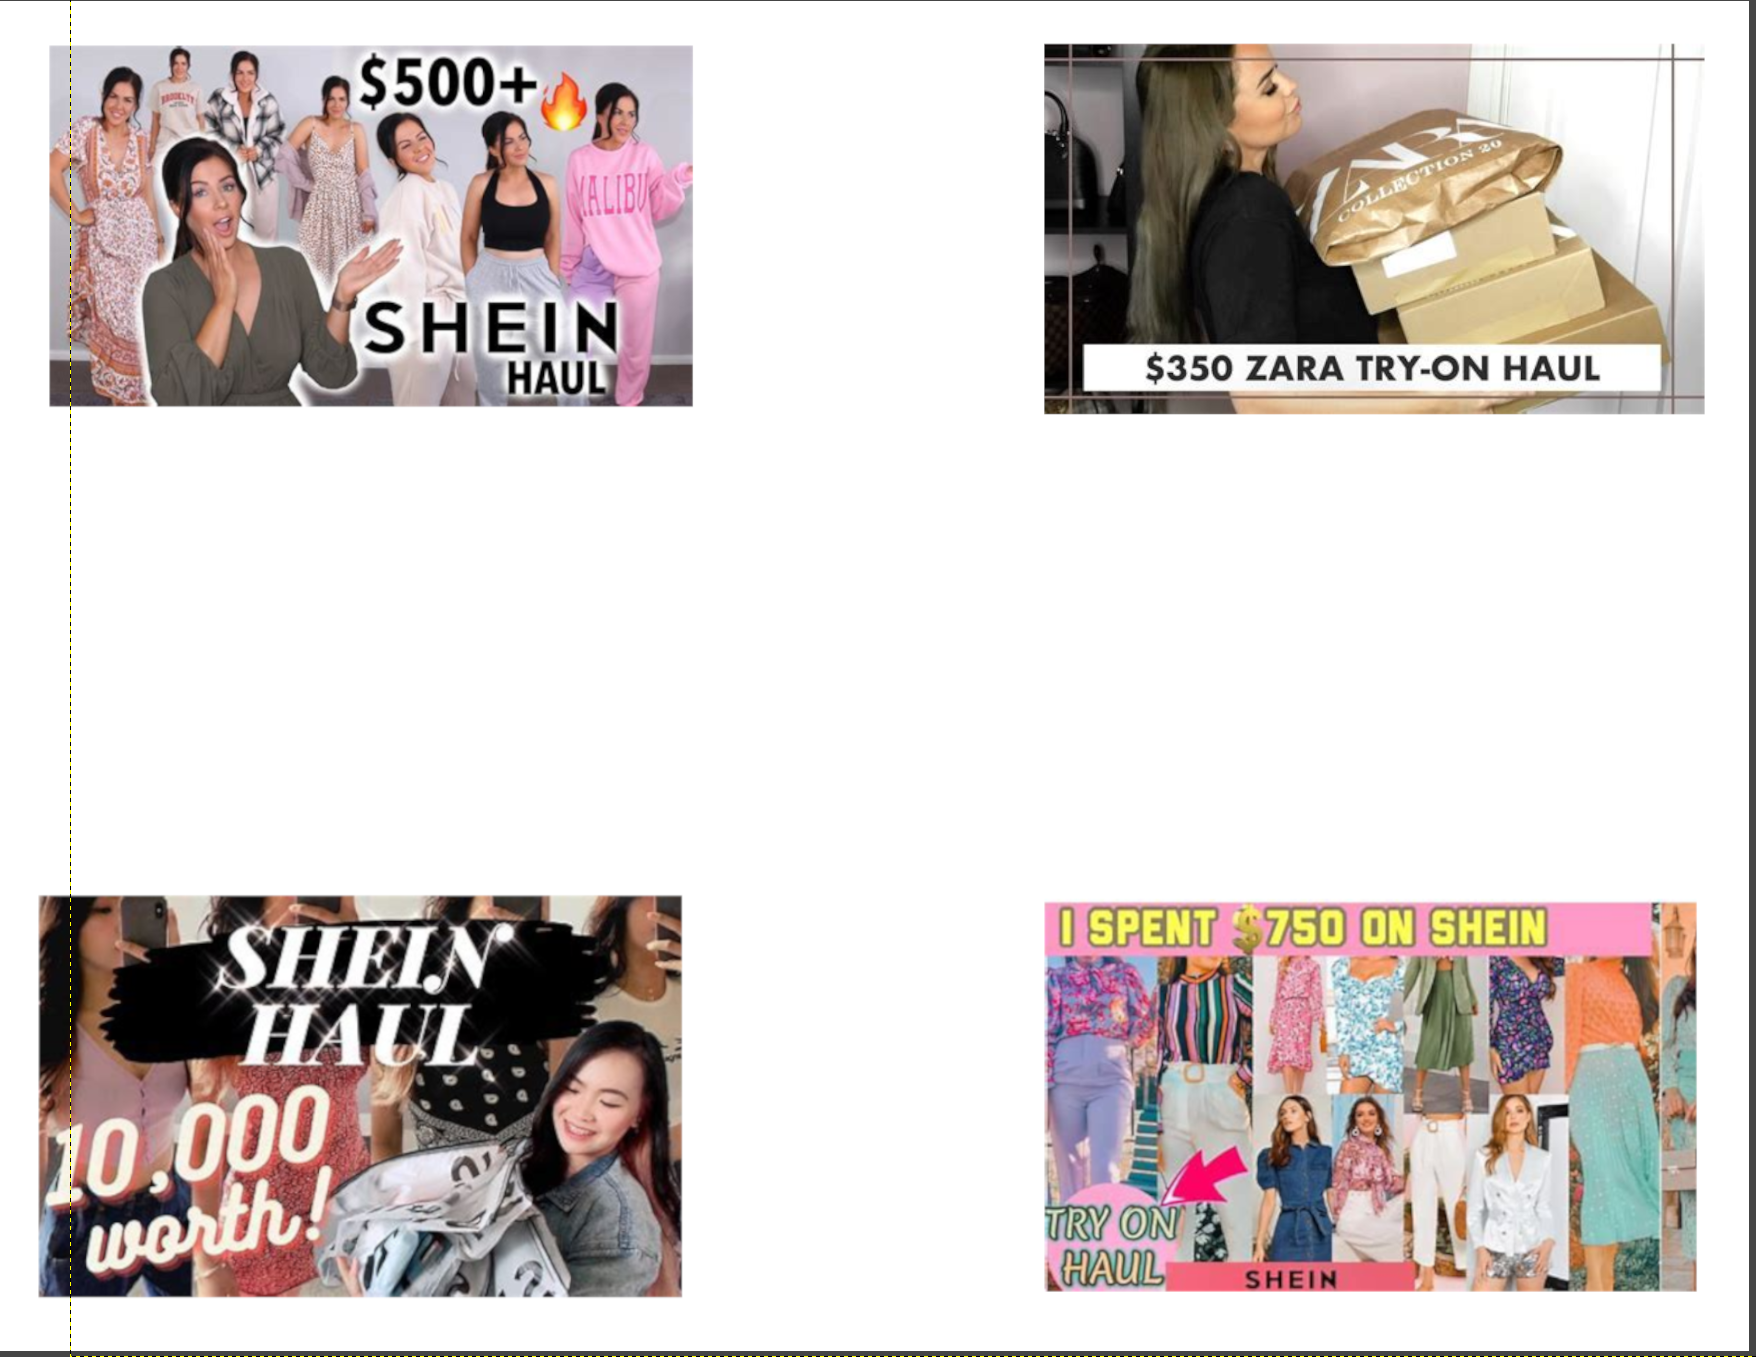 $500+
BROOKLYN
MALIBU
SHEIN
HAUL
ZARA
COLLECTION 20
$350 ZARA TRY-ON HAUL
SHEIN
HAUL
10,000
worth!
I SPENT $750 ON SHEIN
TRY ON
HAUL
SHEIN